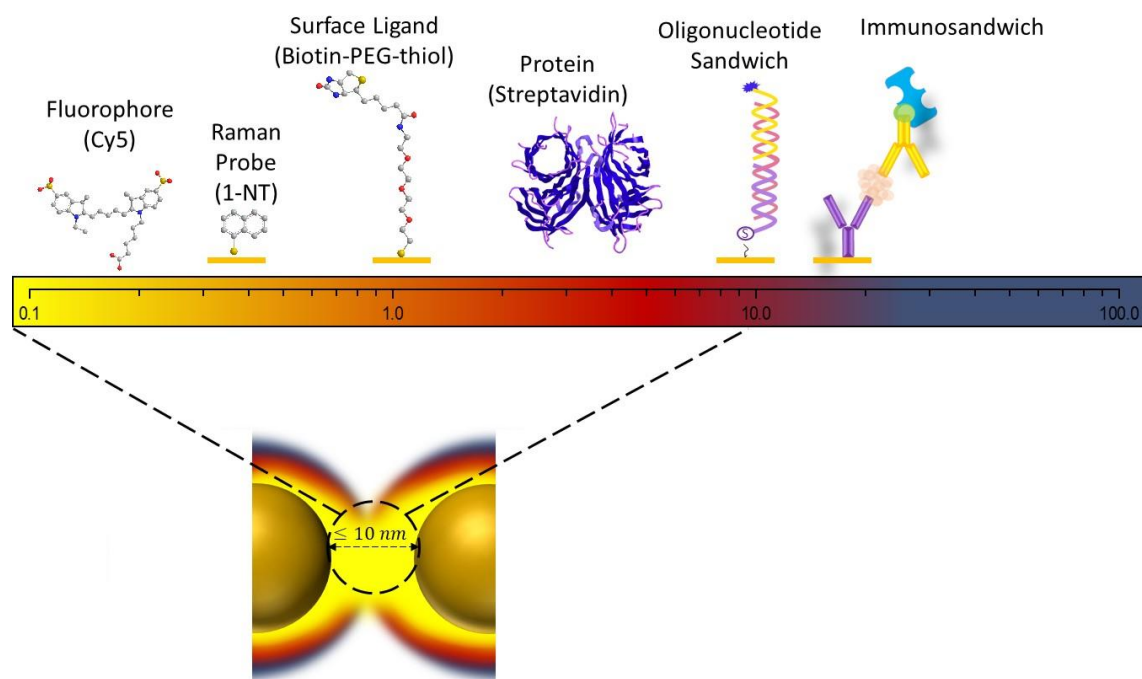 Fluorophore
(Cy5)
Raman
Probe
(1-NT)
Surface Ligand
(Biotin-PEG-thiol)
Protein
(Streptavidin)
Oligonucleotide
Sandwich
Immunosandwich
S
0.1 1.0 10.0 100.0
≤ 10 nm